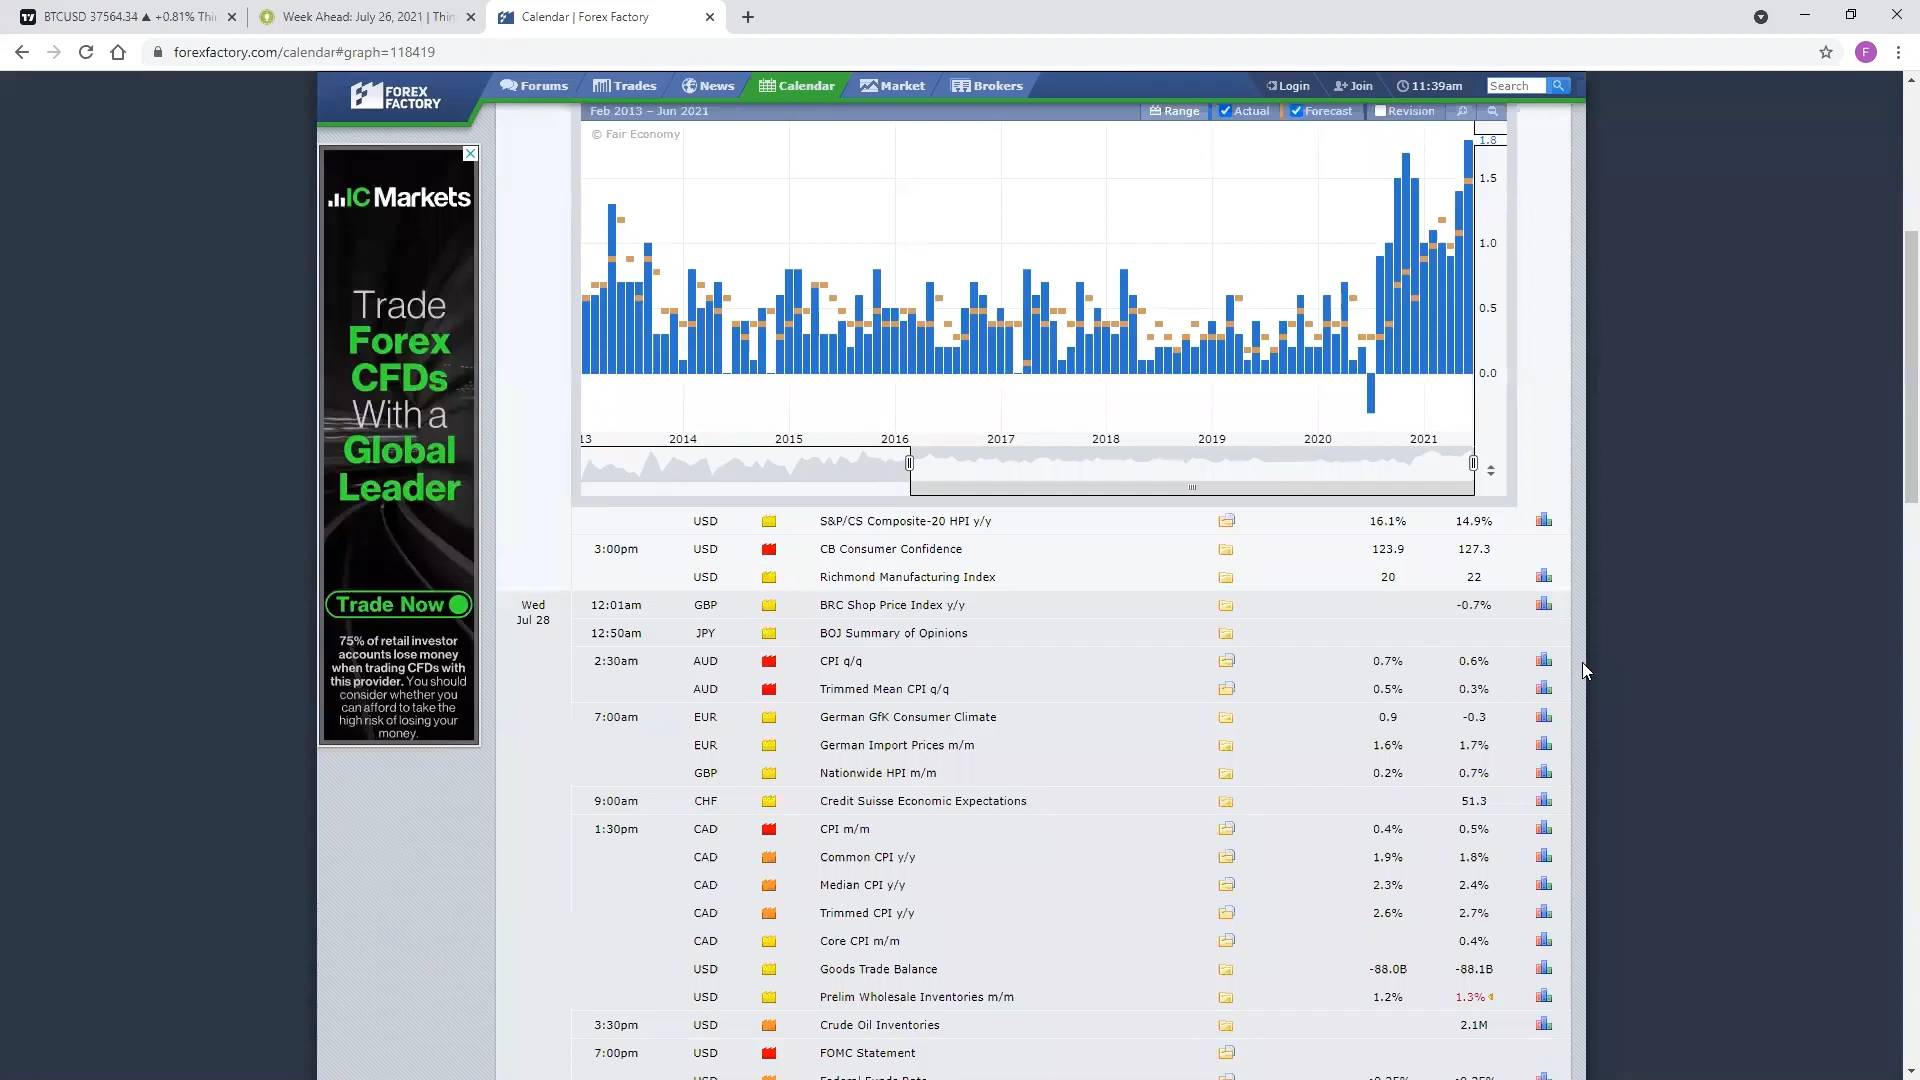 BTCUSD 37564.34 ▲ +0.81% Thi
Week Ahead: July 26, 2021 | Thin
Calendar | Forex Factory
forexfactory.com/calendar#graph=118419
F
FOREX
FACTORY
Forums
Trades
News
Calendar
Market
Brokers
Login
Join
11:39am
Search
Feb 2013 – Jun 2021
Range
Actual
Forecast
Revision
© Fair Economy
1.8
1.5
1.0
0.5
0.0
13 2014 2015 2016 2017 2018 2019 2020 2021
IC Markets
Trade
Forex
CFDs
With a
Global
Leader
Trade Now
75% of retail investor
accounts lose money
when trading CFDs with
this provider. You should
consider whether you
can afford to take the
high risk of losing your
money.
USD S&P/CS Composite-20 HPI y/y 16.1% 14.9%
3:00pm USD CB Consumer Confidence 123.9 127.3
USD Richmond Manufacturing Index 20 22
Wed
Jul 28
12:01am GBP BRC Shop Price Index y/y -0.7%
12:50am JPY BOJ Summary of Opinions
2:30am AUD CPI q/q 0.7% 0.6%
AUD Trimmed Mean CPI q/q 0.5% 0.3%
7:00am EUR German GfK Consumer Climate 0.9 -0.3
EUR German Import Prices m/m 1.6% 1.7%
GBP Nationwide HPI m/m 0.2% 0.7%
9:00am CHF Credit Suisse Economic Expectations 51.3
1:30pm CAD CPI m/m 0.4% 0.5%
CAD Common CPI y/y 1.9% 1.8%
CAD Median CPI y/y 2.3% 2.4%
CAD Trimmed CPI y/y 2.6% 2.7%
CAD Core CPI m/m 0.4%
USD Goods Trade Balance -88.0B -88.1B
USD Prelim Wholesale Inventories m/m 1.2% 1.3%
3:30pm USD Crude Oil Inventories 2.1M
7:00pm USD FOMC Statement